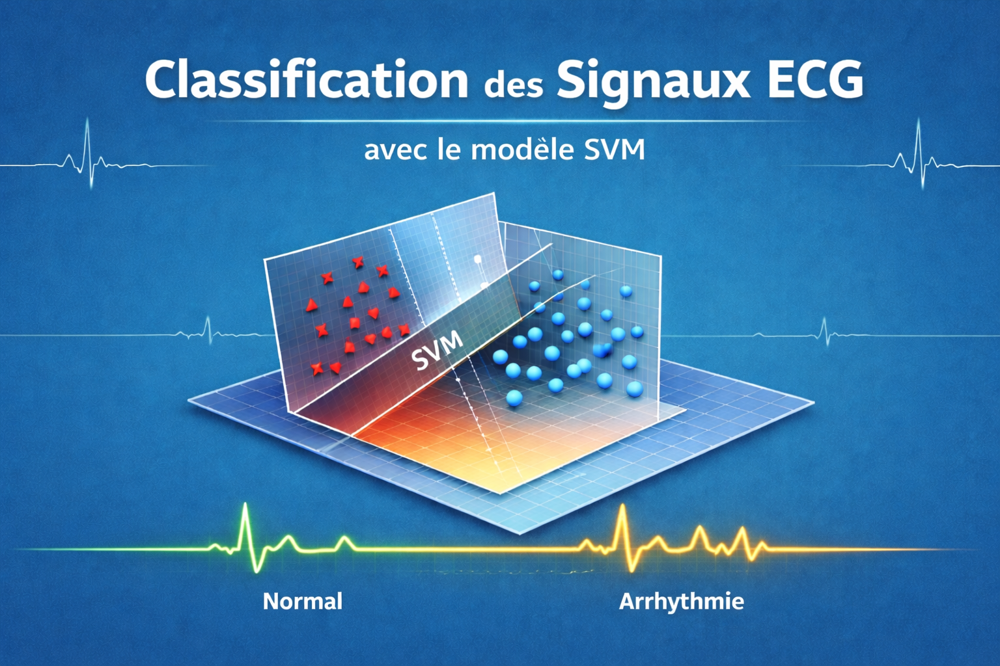 Classification des Signaux ECG
avec le modèle SVM
SVM
Normal
Arrhythmie